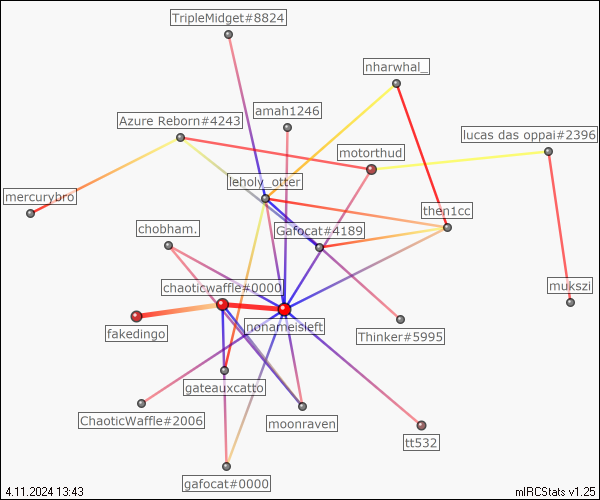 TripleMidget#8824
nharwhal_
amah1246
Azure Reborn#4243
lucas das oppai#2396
motorthud
leholy_otter
mercurybro
then1cc
chobham.
Gafocat#4189
chaoticwaffle#0000
mukszi
fakedingo
nonameisleft
Thinker#5995
gateauxcatto
ChaoticWaffle#2006
moonraven
tt532
gafocat#0000
4.11.2024 13:43
mIRCStats v1.25